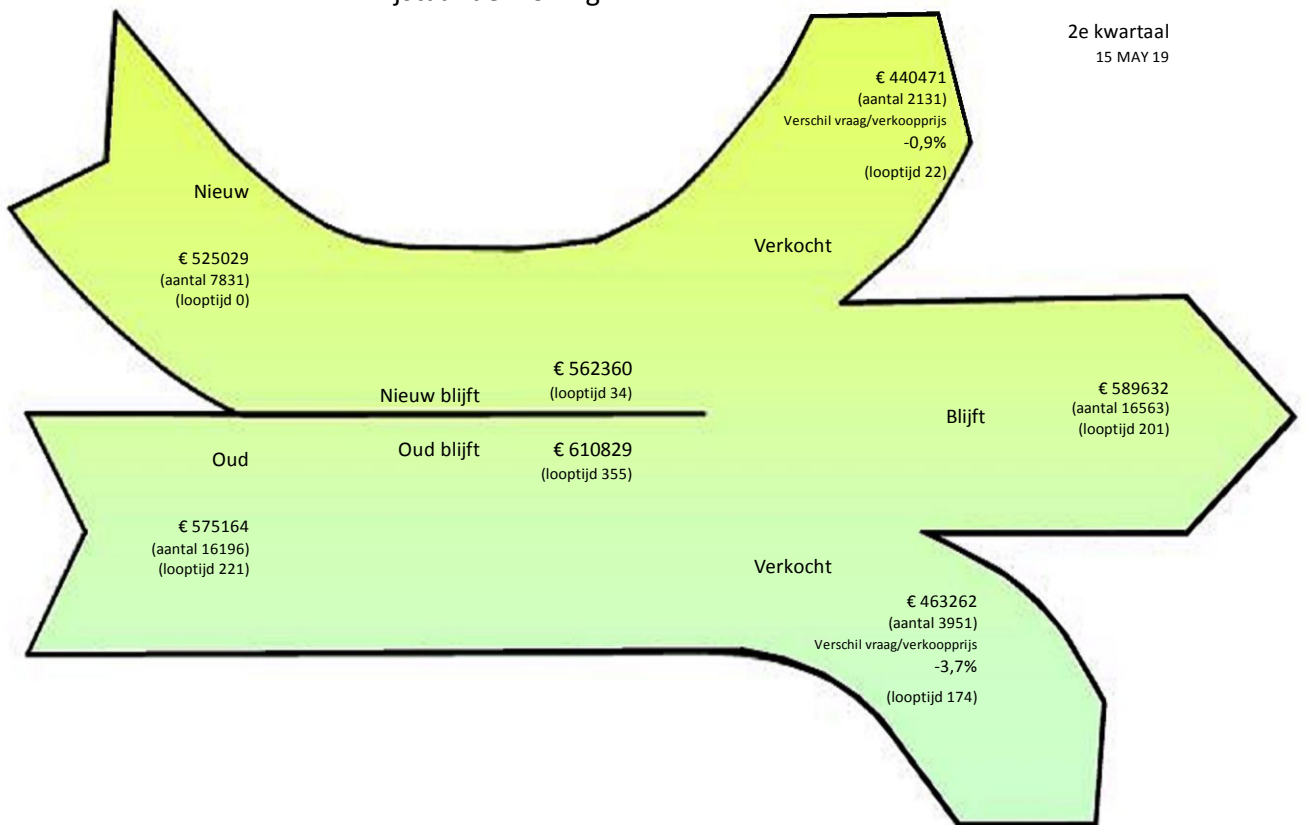 2e kwartaal
15 MAY 19
€ 440471
(aantal 2131)
Verschil vraag/verkoopprijs
-0,9%
(looptijd 22)
Nieuw
Verkocht
€ 525029
(aantal 7831)
(looptijd 0)
€ 562360
Nieuw blijft
(looptijd 34)
€ 589632
(aantal 16563)
(looptijd 201)
Blijft
Oud
Oud blijft
€ 610829
(looptijd 355)
€ 575164
(aantal 16196)
(looptijd 221)
Verkocht
€ 463262
(aantal 3951)
Verschil vraag/verkoopprijs
-3,7%
(looptijd 174)